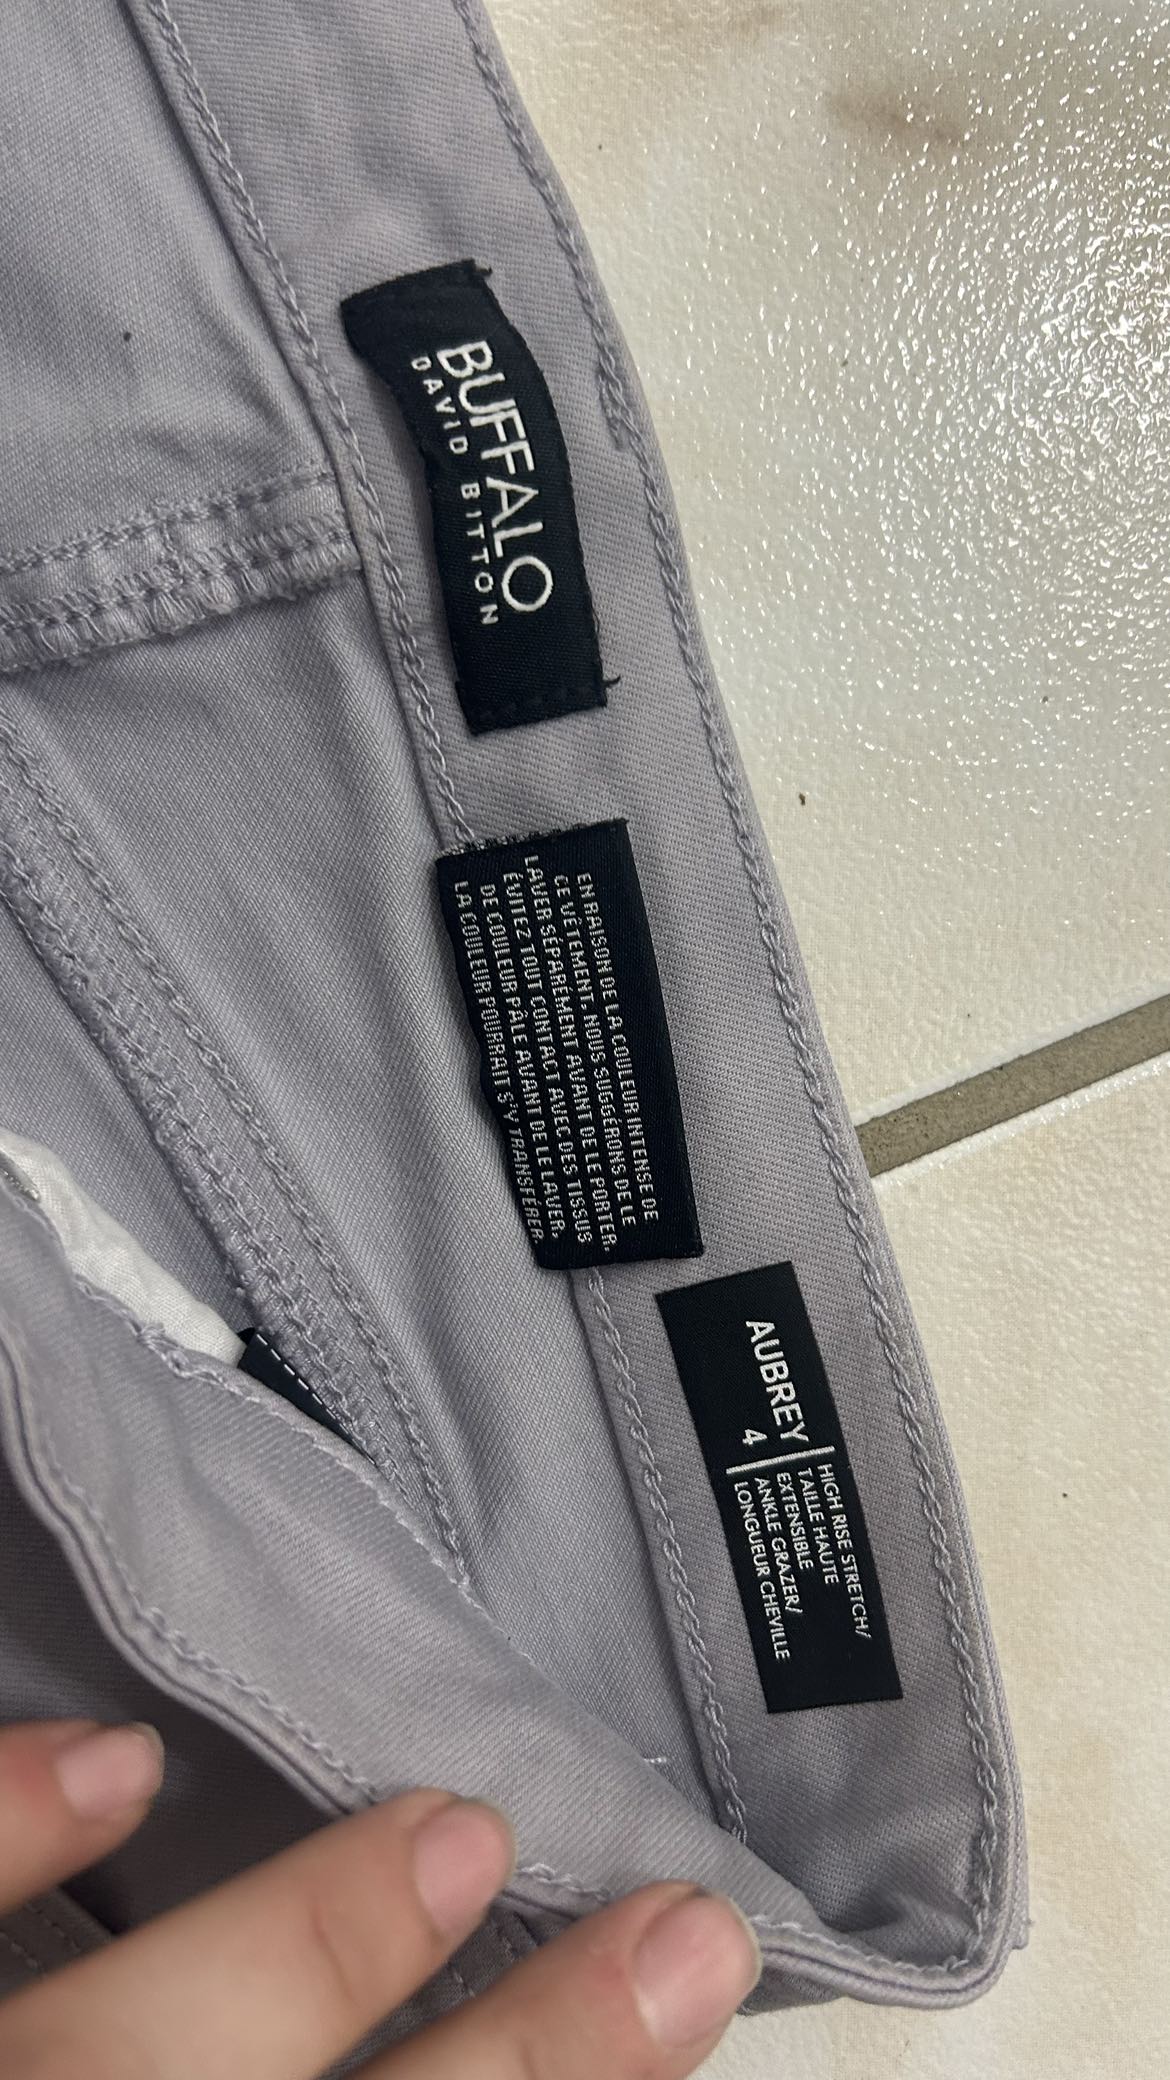 BUFFALO
DAVID BITTON
EN RAISON DE LA COULEUR INTENSE DE
CE VÊTEMENT, NOUS SUGGÉRONS DE LE
LAVER SÉPARÉMENT AVANT DE LE PORTER.
ÉVITEZ TOUT CONTACT AVEC DES TISSUS
DE COULEUR PÂLE AVANT DE LE LAVER,
LA COULEUR POURRAIT S'Y TRANSFÉRER.
AUBREY
4
HIGH RISE STRETCH/
TAILLE HAUTE
EXTENSIBLE
ANKLE GRAZER/
LONGUEUR CHEVILLE